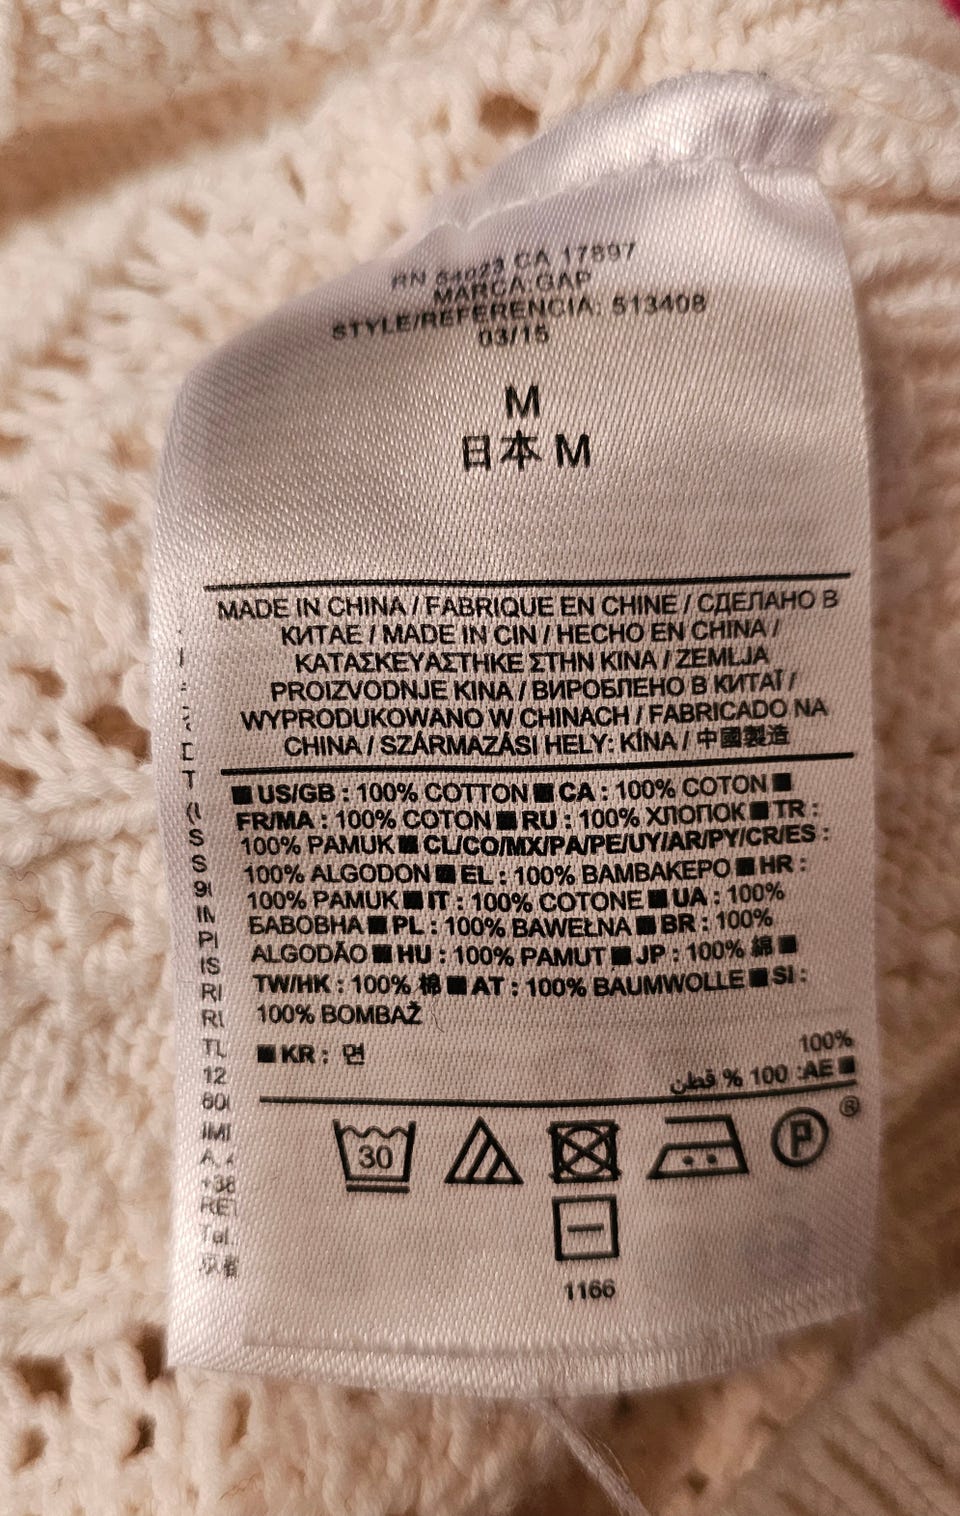 RN 54023 CA 17897
MARCA:GAP
STYLE/REFERENCIA: 513408
03/15
M
日本 M
MADE IN CHINA / FABRIQUE EN CHINE / СДЕЛАНО В
КИТАЕ / MADE IN CIN / HECHO EN CHINA /
ΚΑΤΑΣΚΕΥΑΣΤΗΚΕ ΣΤΗΝ ΚΙΝΑ / ZEMLJA
PROIZVODNJE KINA / ВИРОБЛЕНО В КИТАЇ /
WYPRODUKOWANO W CHINACH / FABRICADO NA
CHINA / SZÁRMAZÁSI HELY: KÍNA / 中國製造
■ US/GB : 100% COTTON ■ CA : 100% COTON ■
FR/MA : 100% COTON ■ RU : 100% ХЛОПОК ■ TR :
100% PAMUK ■ CL/CO/MX/PA/PE/UY/AR/PY/CR/ES :
100% ALGODON ■ EL : 100% ΒΑΜΒΑΚΕΡΟ ■ HR :
100% PAMUK ■ IT : 100% COTONE ■ UA : 100%
БАВОВНА ■ PL : 100% BAWEŁNA ■ BR : 100%
ALGODÃO ■ HU : 100% PAMUT ■ JP : 100% 綿 ■
TW/HK : 100% 棉 ■ AT : 100% BAUMWOLLE ■ SI :
100% BOMBAŽ
100%
■ KR : 면
■ AE: 100 % قطن
30
P
®
1166